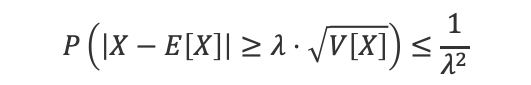 P(|X − E[X]| ≥ λ · √V[X]) ≤ 1/λ²